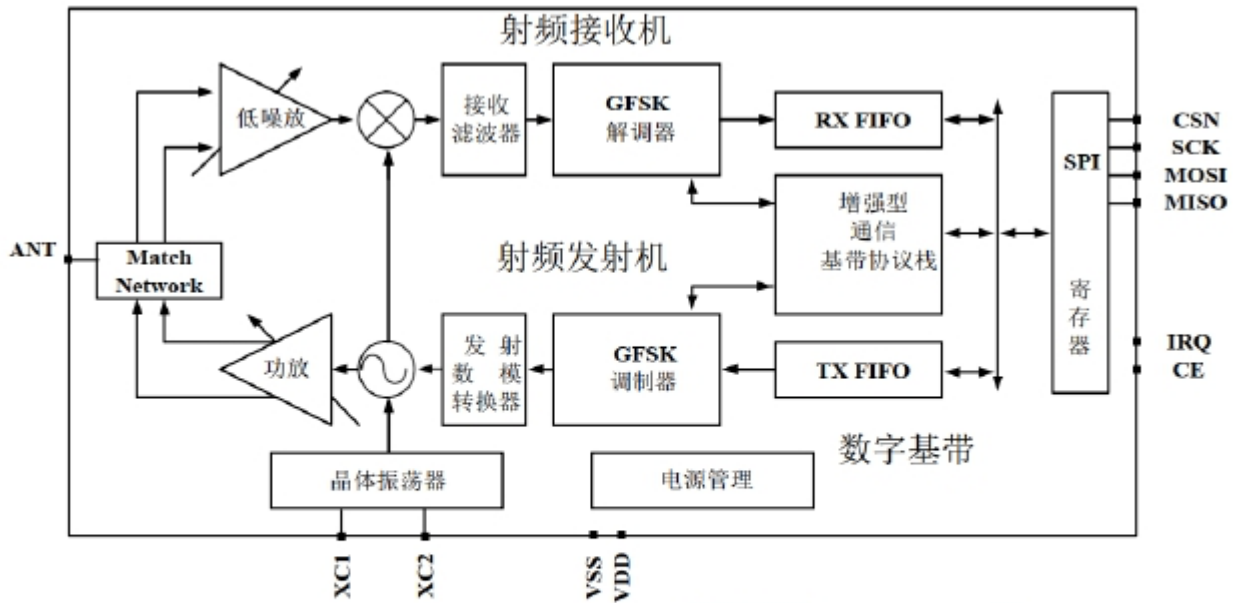 射频接收机
低噪放
接收
滤波器
GFSK
解调器
RX FIFO
SPI
寄存器
CSN
SCK
MOSI
MISO
增强型
通信
基带协议栈
ANT
Match
Network
射频发射机
功放
发 射
数 模
转换器
GFSK
调制器
TX FIFO
IRQ
CE
数字基带
晶体振荡器
电源管理
XC1
XC2
VSS
VDD